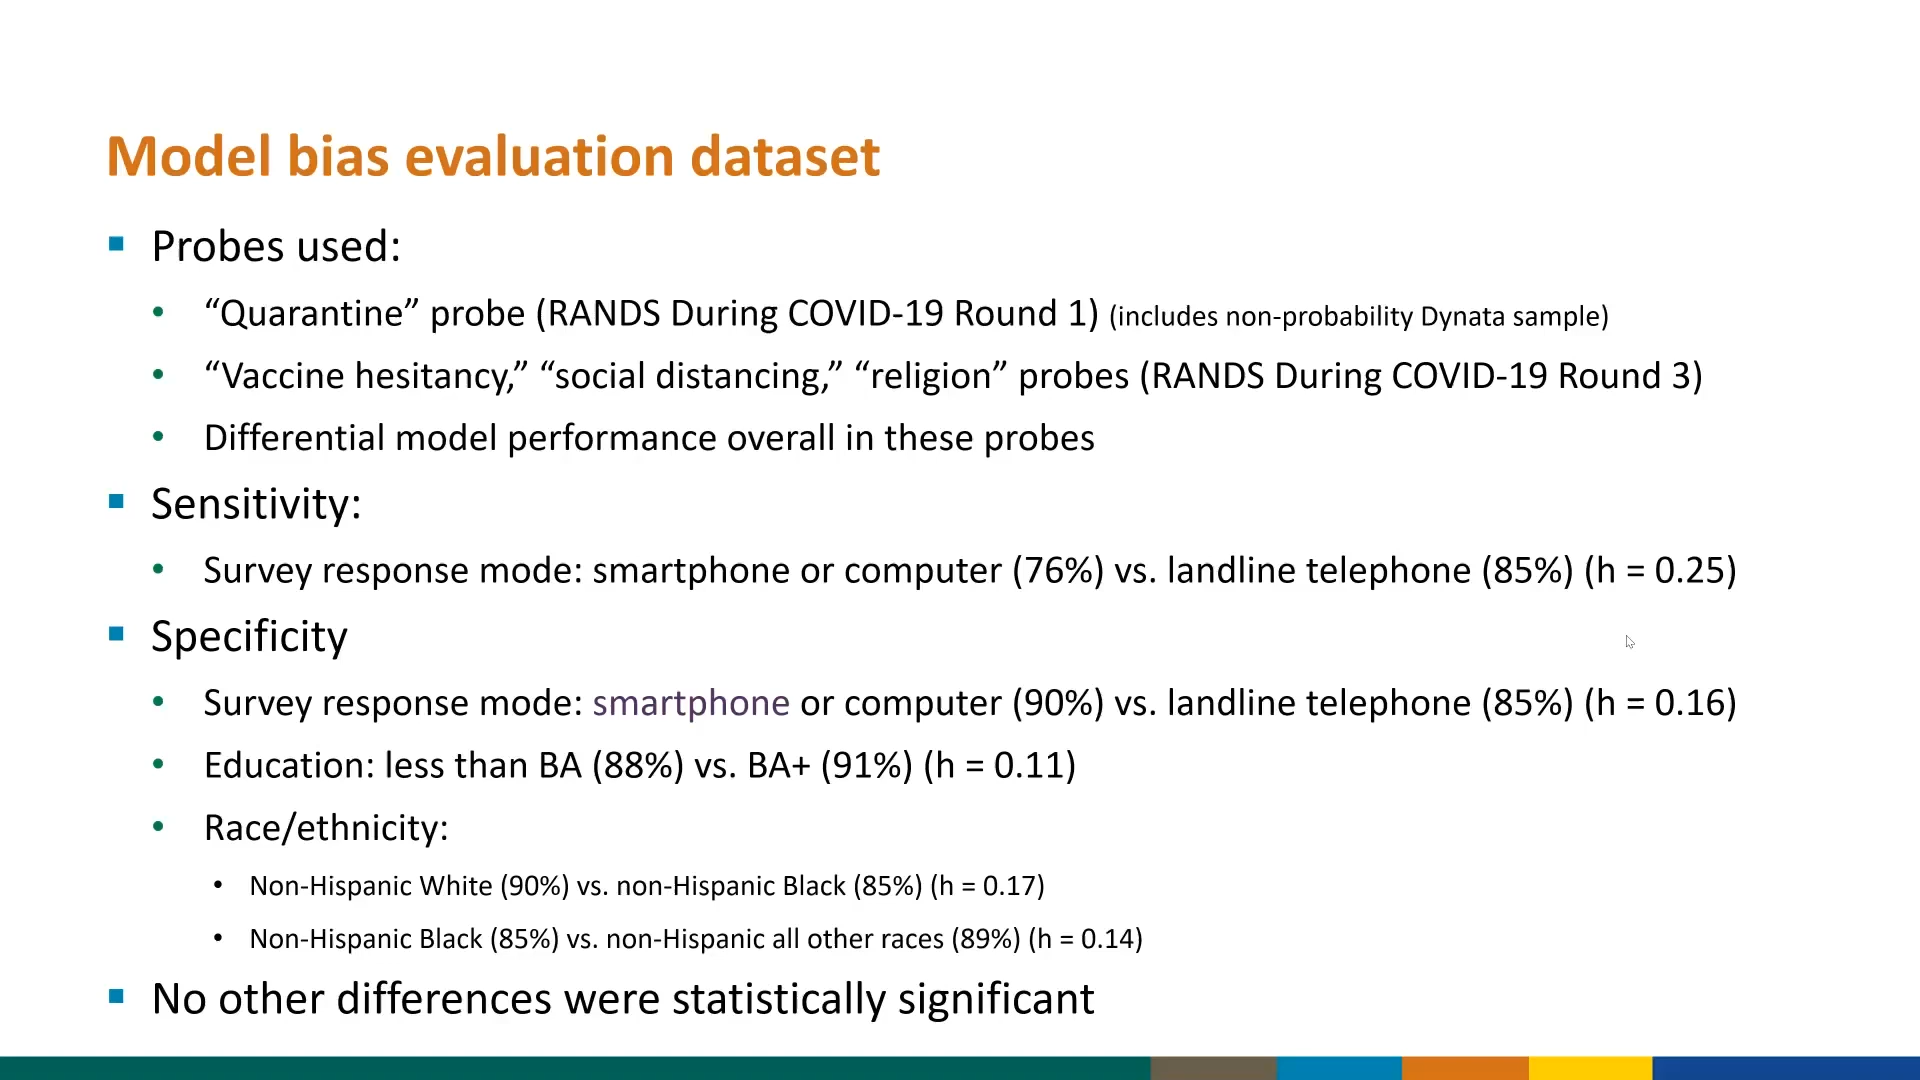 Model bias evaluation dataset
▪ Probes used:
• “Quarantine” probe (RANDS During COVID-19 Round 1) (includes non-probability Dynata sample)
• “Vaccine hesitancy,” “social distancing,” “religion” probes (RANDS During COVID-19 Round 3)
• Differential model performance overall in these probes
▪ Sensitivity:
• Survey response mode: smartphone or computer (76%) vs. landline telephone (85%) (h = 0.25)
▪ Specificity
• Survey response mode: smartphone or computer (90%) vs. landline telephone (85%) (h = 0.16)
• Education: less than BA (88%) vs. BA+ (91%) (h = 0.11)
• Race/ethnicity:
• Non-Hispanic White (90%) vs. non-Hispanic Black (85%) (h = 0.17)
• Non-Hispanic Black (85%) vs. non-Hispanic all other races (89%) (h = 0.14)
▪ No other differences were statistically significant